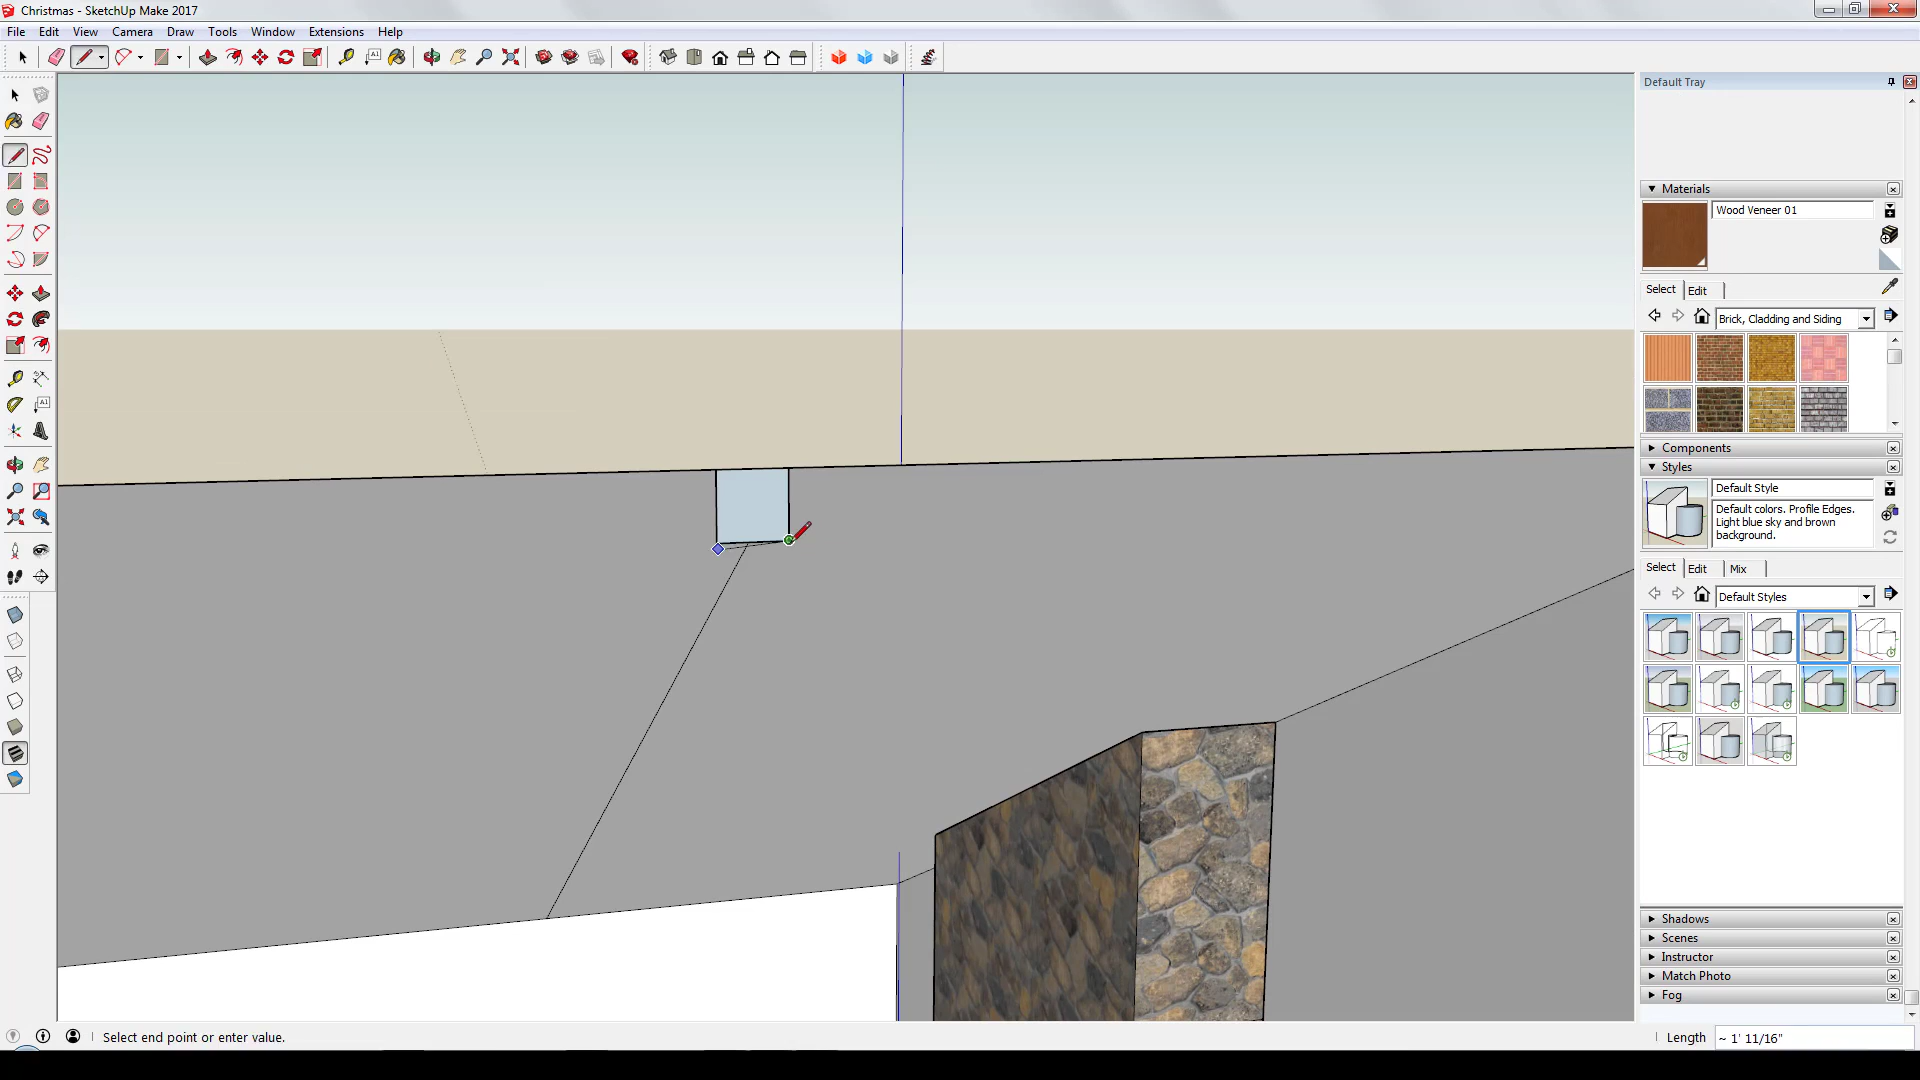 Christmas - SketchUp Make 2017
File Edit View Camera Draw Tools Window Extensions Help
A1
Default Tray
Materials
Wood Veneer 01
Select Edit
Brick, Cladding and Siding
A1
Components
Styles
Default Style
Default colors. Profile Edges.
Light blue sky and brown
background.
Select Edit Mix
Default Styles
Shadows
Scenes
Instructor
Match Photo
Fog
Select end point or enter value.
Length ~ 1' 11/16"